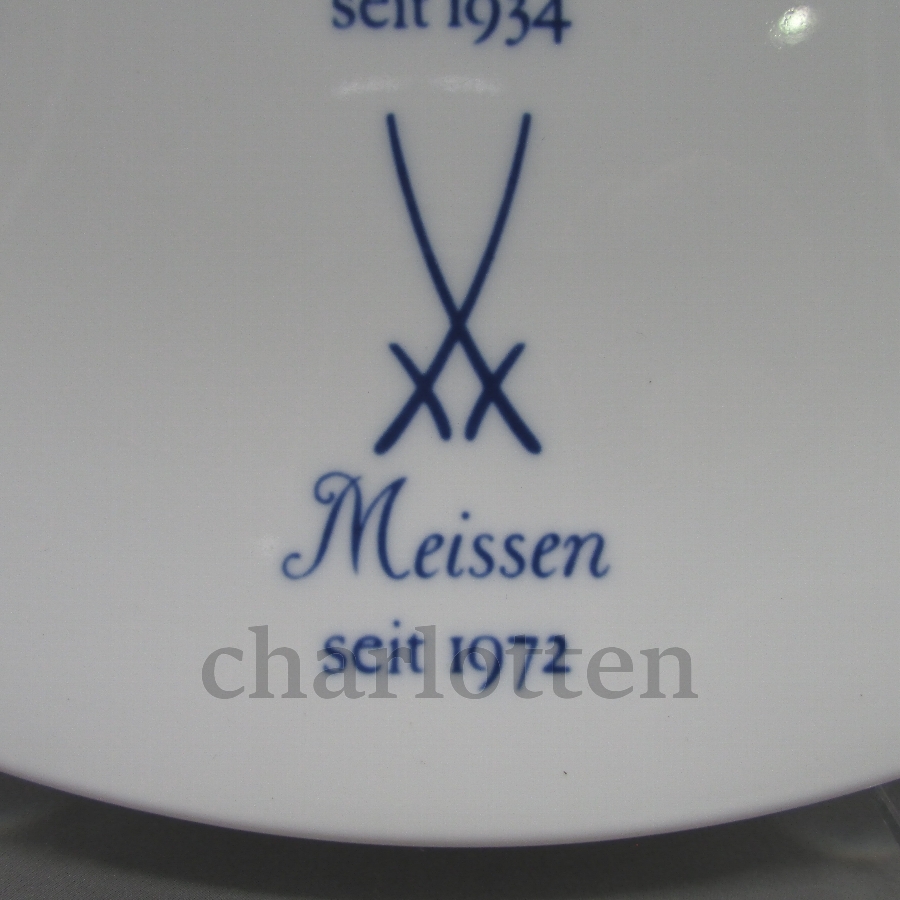 seit 1934
Meissen
seit 1972
charlotten